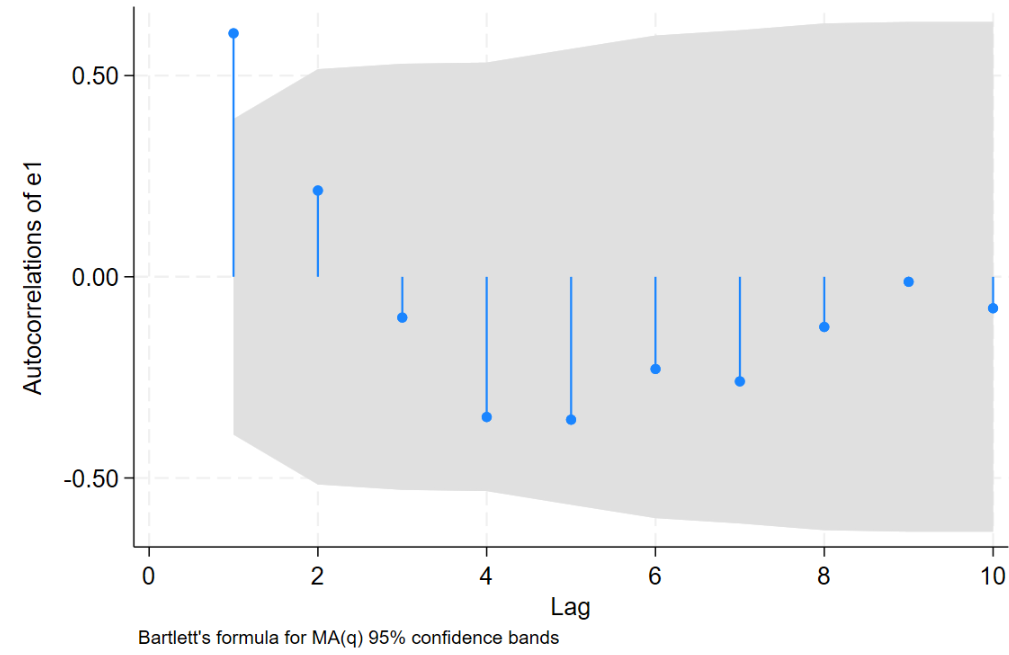 Autocorrelations of e1
0.50
0.00
-0.50
0 2 4 6 8 10
Lag
Bartlett's formula for MA(q) 95% confidence bands